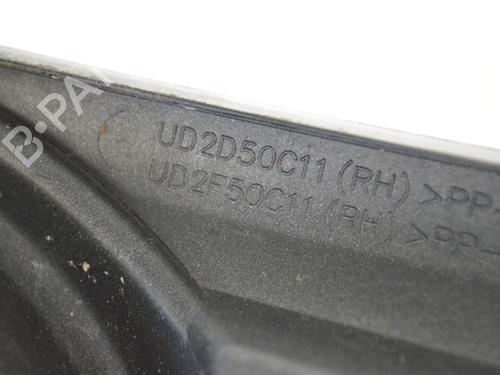 UD2D50C11 (RH) >PP-
UD2F50C11 (RH) >PP-
B-PA